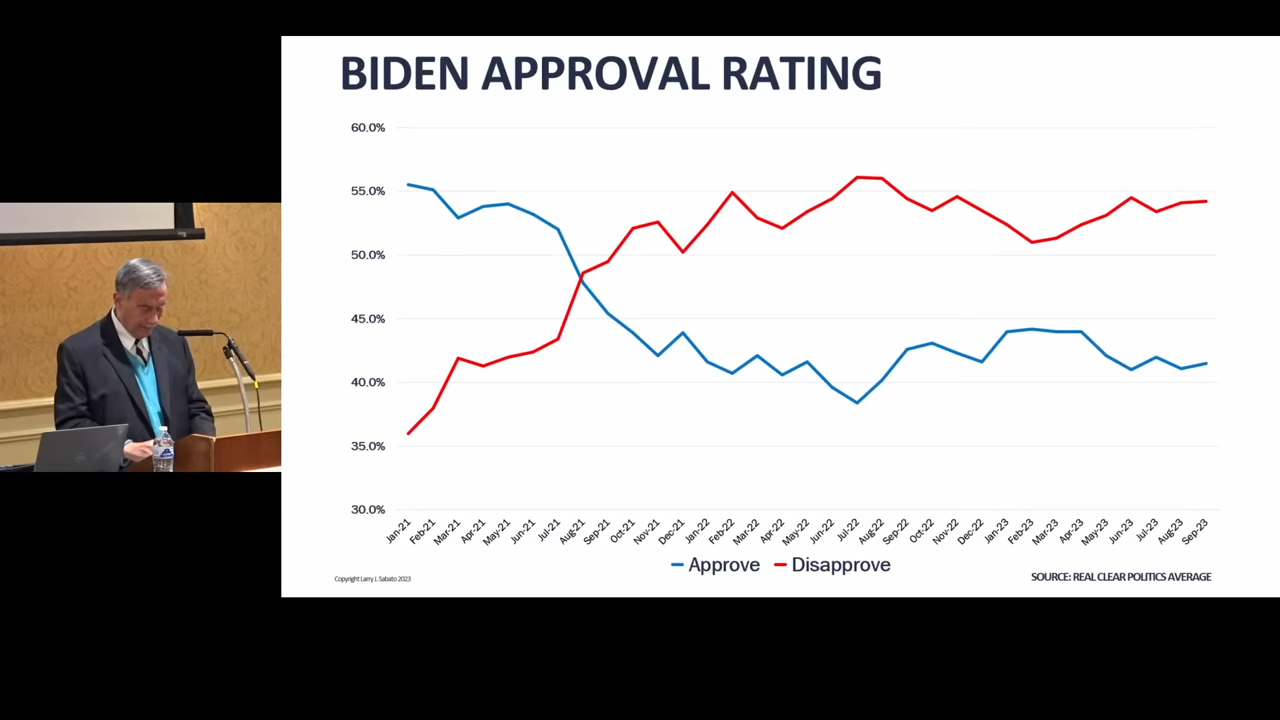 BIDEN APPROVAL RATING
60.0%
55.0%
50.0%
45.0%
40.0%
35.0%
30.0%
Jan-21
Feb-21
Mar-21
Apr-21
May-21
Jun-21
Jul-21
Aug-21
Sep-21
Oct-21
Nov-21
Dec-21
Jan-22
Feb-22
Mar-22
Apr-22
May-22
Jun-22
Jul-22
Aug-22
Sep-22
Oct-22
Nov-22
Dec-22
Jan-23
Feb-23
Mar-23
Apr-23
May-23
Jun-23
Jul-23
Aug-23
Sep-23
Approve Disapprove
Copyright Larry J. Sabato 2023
SOURCE: REAL CLEAR POLITICS AVERAGE